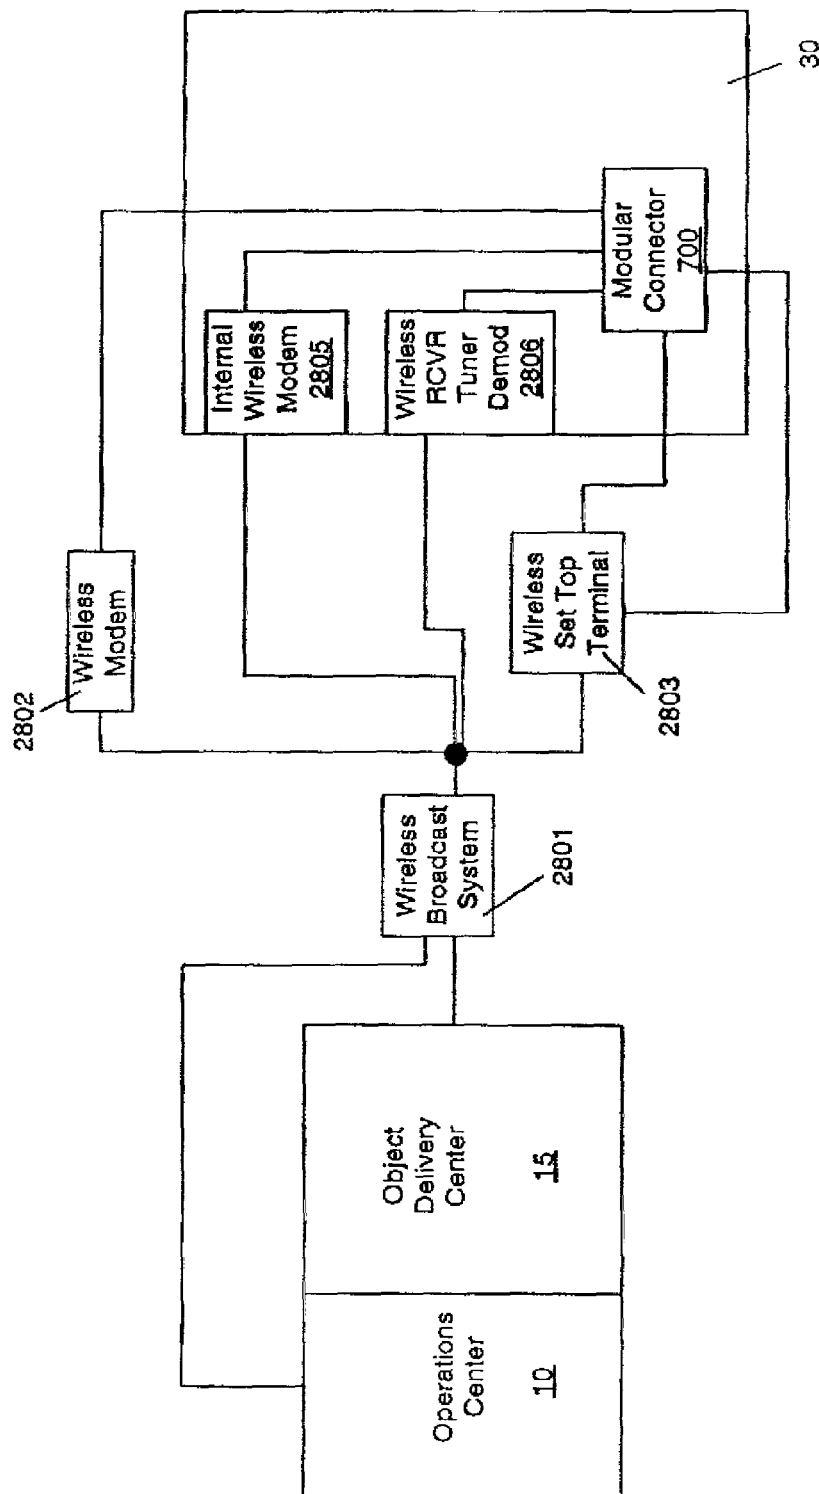 Operations
Center
10
Object
Delivery
Center
15
Wireless
Broadcast
System
2801
2802
Wireless
Modem
Internal
Wireless
Modem
2805
Wireless
RCVR
Tuner
Demod
2806
Wireless
Set Top
Terminal
2803
Modular
Connector
700
30